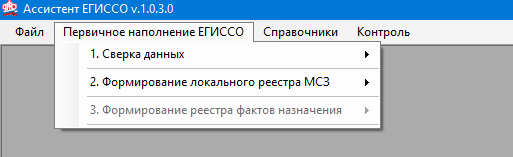 Ассистент ЕГИССО v.1.0.3.0
Файл Первичное наполнение ЕГИССО Справочники Контроль
1. Сверка данных
2. Формирование локального реестра МСЗ
3. Формирование реестра фактов назначения